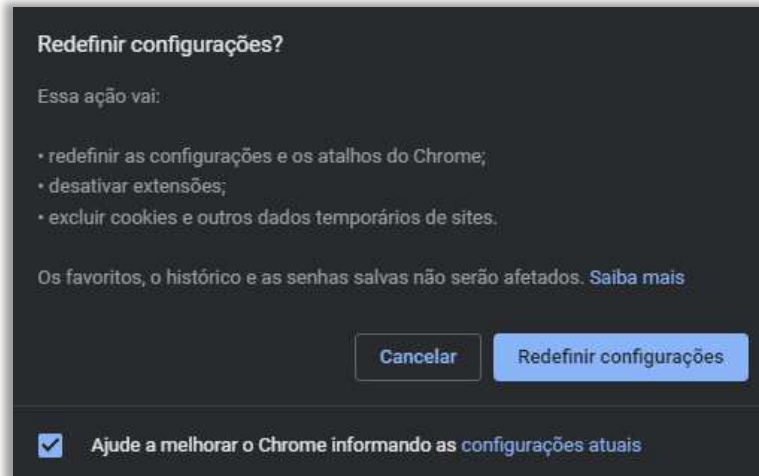 Redefinir configurações?
Essa ação vai:
• redefinir as configurações e os atalhos do Chrome;
• desativar extensões;
• excluir cookies e outros dados temporários de sites.
Os favoritos, o histórico e as senhas salvas não serão afetados. Saiba mais
Cancelar
Redefinir configurações
Ajude a melhorar o Chrome informando as configurações atuais